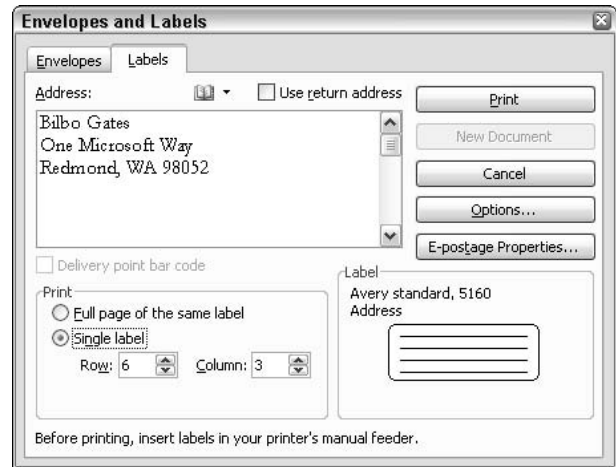 Envelopes and Labels
Envelopes Labels
Address: Use return address
Bilbo Gates
One Microsoft Way
Redmond, WA 98052
Print
New Document
Cancel
Options...
E-postage Properties...
Delivery point bar code
Print
Full page of the same label
Single label
Row: 6 Column: 3
Label
Avery standard, 5160
Address
Before printing, insert labels in your printer's manual feeder.